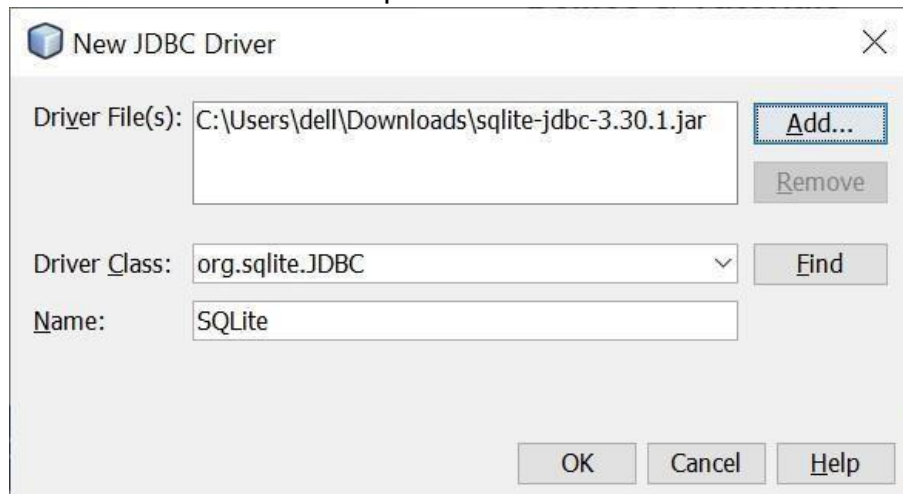 New JDBC Driver
Driver File(s): C:\Users\dell\Downloads\sqlite-jdbc-3.30.1.jar Add...
Remove
Driver Class: org.sqlite.JDBC Find
Name: SQLite
OK Cancel Help